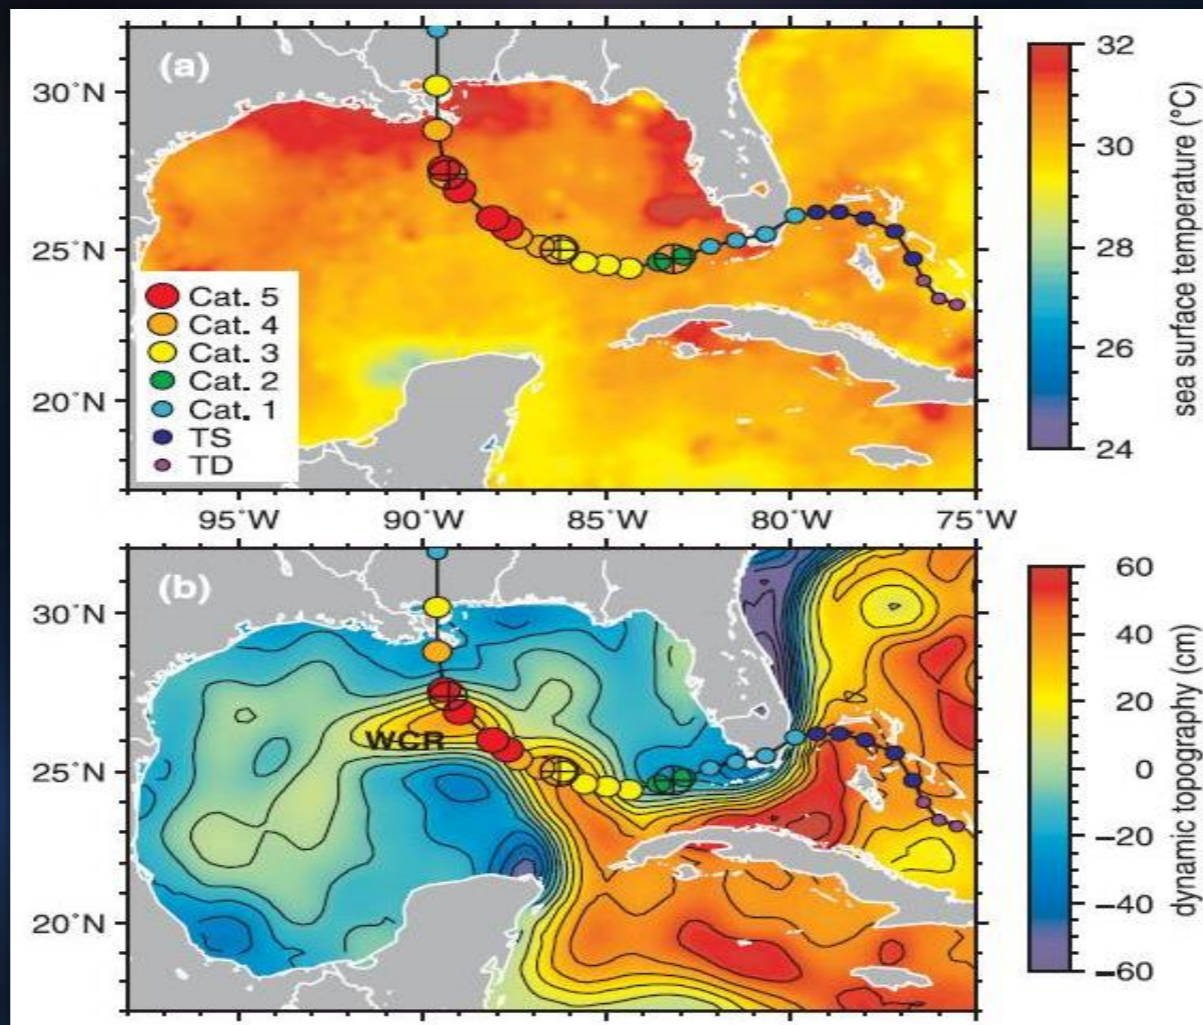 (a)
30°N
25°N
20°N
Cat. 5
Cat. 4
Cat. 3
Cat. 2
Cat. 1
TS
TD
32
30
28
26
24
sea surface temperature (°C)
95°W 90°W 85°W 80°W 75°W
(b)
30°N
25°N
20°N
WCR
60
40
20
0
−20
−40
−60
dynamic topography (cm)